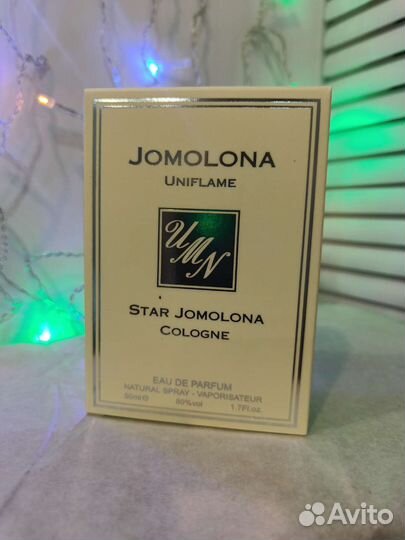 JOMOLONA
UNIFLAME
UMN
STAR JOMOLONA
COLOGNE
EAU DE PARFUM
NATURAL SPRAY - VAPORISATEUR
50ml ℮ 80%vol 1.7Fl.oz.
Avito